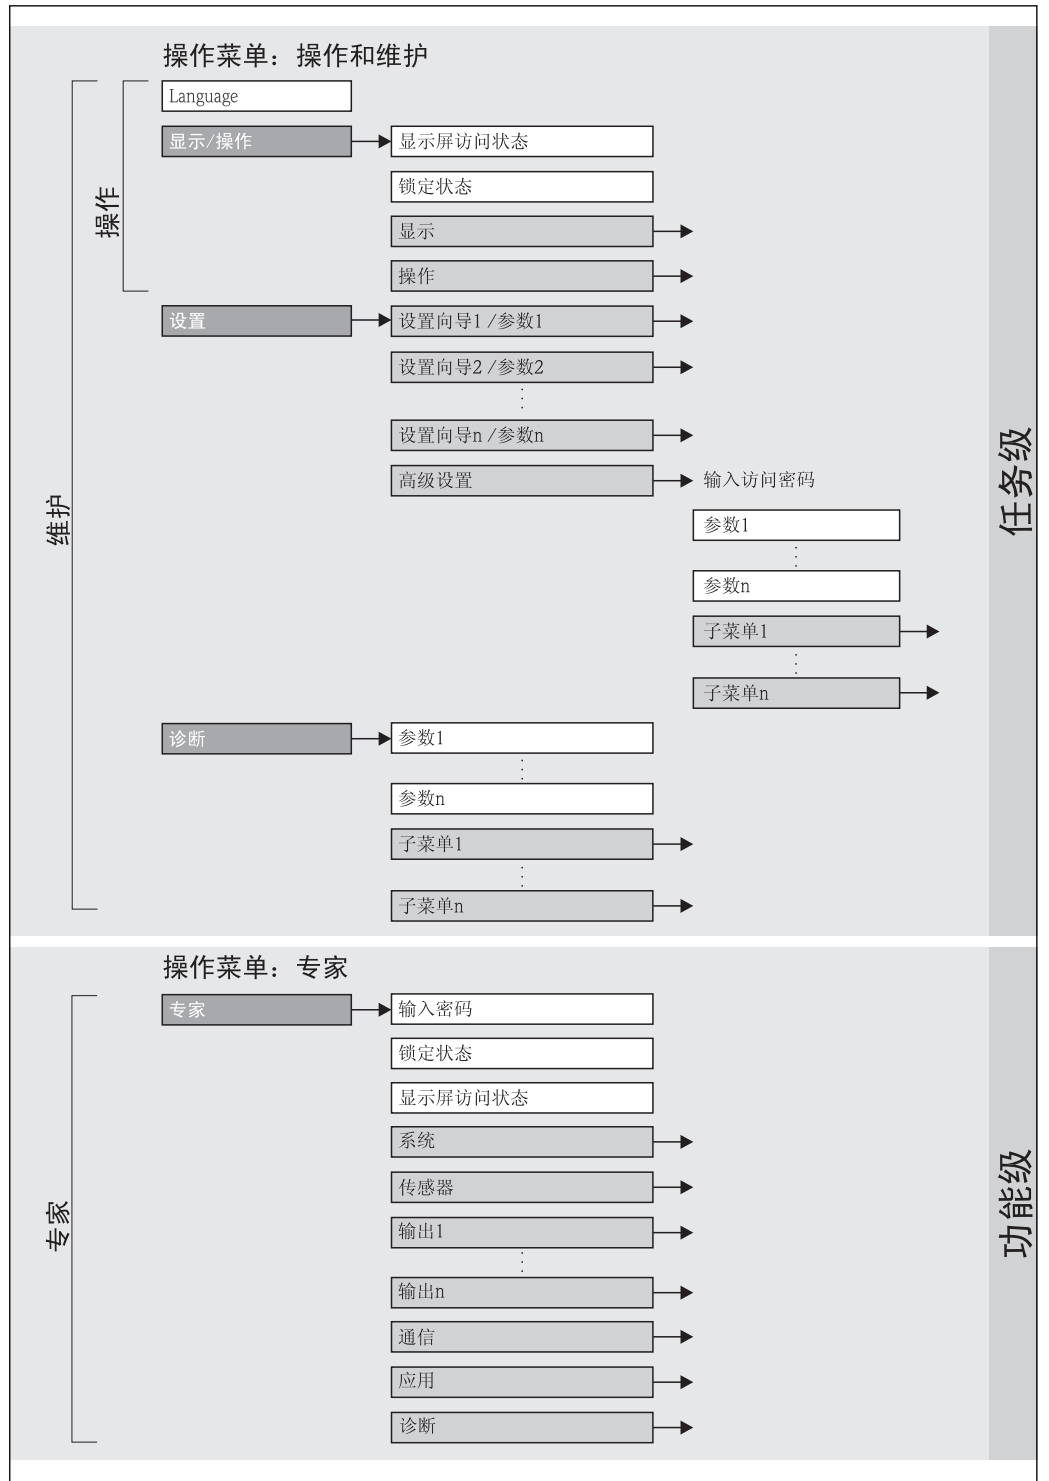 操作菜单：操作和维护
Language
显示/操作
显示屏访问状态
锁定状态
显示
操作
操作
设置
设置向导1 /参数1
设置向导2 /参数2
设置向导n /参数n
高级设置
输入访问密码
参数1
参数n
子菜单1
子菜单n
维护
任务级
诊断
参数1
参数n
子菜单1
子菜单n
操作菜单：专家
专家
输入密码
锁定状态
显示屏访问状态
系统
传感器
输出1
输出n
通信
应用
诊断
专家
功能级